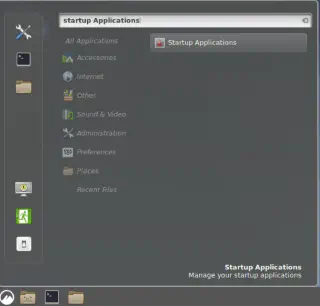 startup Applications
All Applications
Startup Applications
Accessories
Internet
Other
Sound & Video
Administration
Preferences
Places
Recent Files
Startup Applications
Manage your startup applications